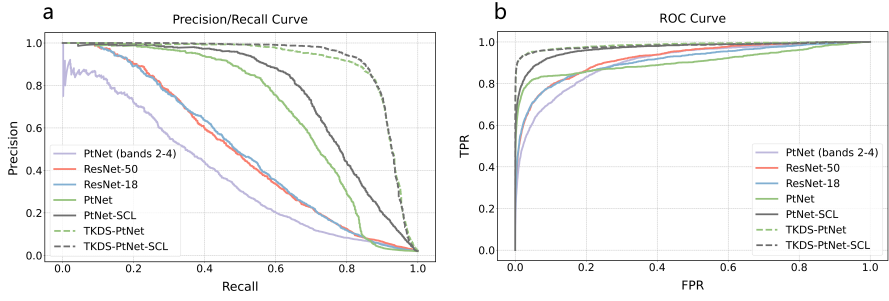 a
Precision/Recall Curve
1.0
0.8
0.6
0.4
0.2
0.0
Precision
PtNet (bands 2-4)
ResNet-50
ResNet-18
PtNet
PtNet-SCL
TKDS-PtNet
TKDS-PtNet-SCL
0.0 0.2 0.4 0.6 0.8 1.0
Recall
b
ROC Curve
1.0
0.8
0.6
0.4
0.2
0.0
TPR
PtNet (bands 2-4)
ResNet-50
ResNet-18
PtNet
PtNet-SCL
TKDS-PtNet
TKDS-PtNet-SCL
0.0 0.2 0.4 0.6 0.8 1.0
FPR